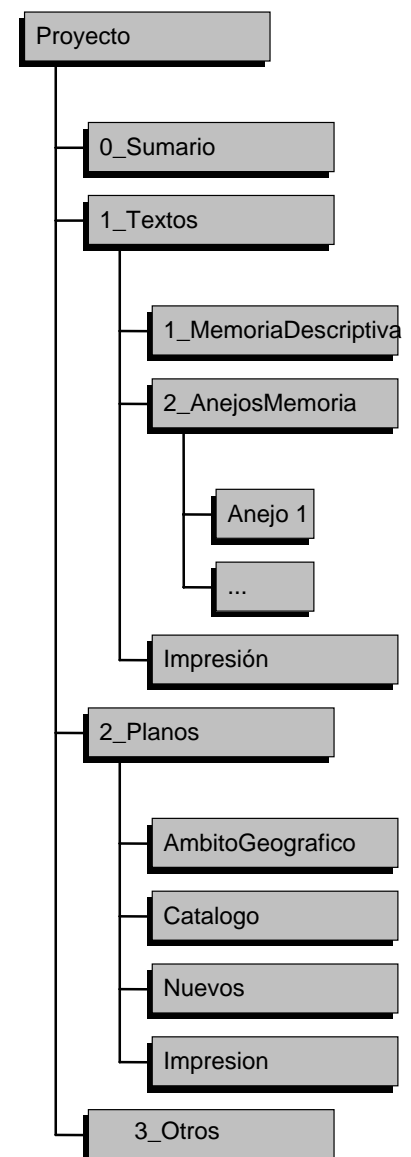 Proyecto
0_Sumario
1_Textos
1_MemoriaDescriptiva
2_AnejosMemoria
Anejo 1
...
Impresión
2_Planos
AmbitoGeografico
Catalogo
Nuevos
Impresion
3_Otros